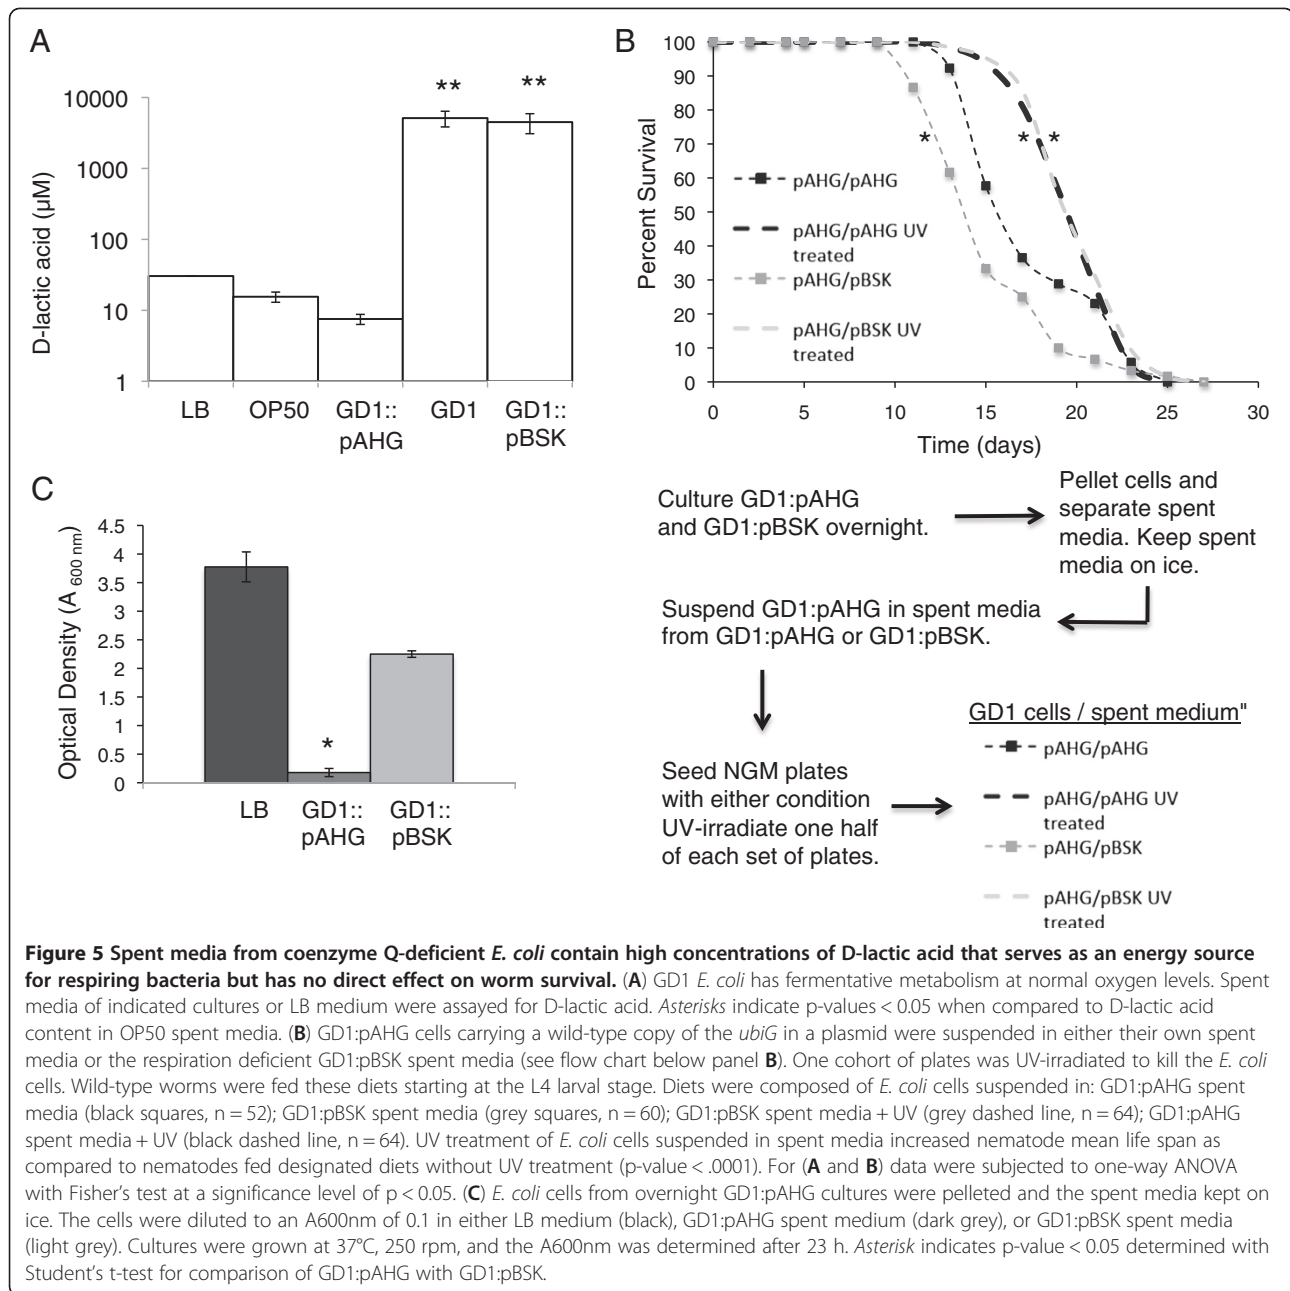 A
10000
1000
100
10
1
D-lactic acid (µM)
**
**
LB
OP50
GD1::
pAHG
GD1
GD1::
pBSK
B
100
90
80
70
60
50
40
30
20
10
0
Percent Survival
*
*
*
pAHG/pAHG
pAHG/pAHG UV
treated
pAHG/pBSK
pAHG/pBSK UV
treated
0
5
10
15
20
25
30
Time (days)
C
4.5
4
3.5
3
2.5
2
1.5
1
0.5
0
Optical Density (A 600 nm)
*
LB
GD1::
pAHG
GD1::
pBSK
Culture GD1:pAHG
and GD1:pBSK overnight.
Pellet cells and
separate spent
media. Keep spent
media on ice.
Suspend GD1:pAHG in spent media
from GD1:pAHG or GD1:pBSK.
Seed NGM plates
with either condition
UV-irradiate one half
of each set of plates.
GD1 cells / spent medium"
pAHG/pAHG
pAHG/pAHG UV
treated
pAHG/pBSK
pAHG/pBSK UV
treated
Figure 5 Spent media from coenzyme Q-deficient E. coli contain high concentrations of D-lactic acid that serves as an energy source
for respiring bacteria but has no direct effect on worm survival. (A) GD1 E. coli has fermentative metabolism at normal oxygen levels. Spent
media of indicated cultures or LB medium were assayed for D-lactic acid. Asterisks indicate p-values < 0.05 when compared to D-lactic acid
content in OP50 spent media. (B) GD1:pAHG cells carrying a wild-type copy of the ubiG in a plasmid were suspended in either their own spent
media or the respiration deficient GD1:pBSK spent media (see flow chart below panel B). One cohort of plates was UV-irradiated to kill the E. coli
cells. Wild-type worms were fed these diets starting at the L4 larval stage. Diets were composed of E. coli cells suspended in: GD1:pAHG spent
media (black squares, n = 52); GD1:pBSK spent media (grey squares, n = 60); GD1:pBSK spent media + UV (grey dashed line, n = 64); GD1:pAHG
spent media + UV (black dashed line, n = 64). UV treatment of E. coli cells suspended in spent media increased nematode mean life span as
compared to nematodes fed designated diets without UV treatment (p-value < .0001). For (A and B) data were subjected to one-way ANOVA
with Fisher's test at a significance level of p < 0.05. (C) E. coli cells from overnight GD1:pAHG cultures were pelleted and the spent media kept on
ice. The cells were diluted to an A600nm of 0.1 in either LB medium (black), GD1:pAHG spent medium (dark grey), or GD1:pBSK spent media
(light grey). Cultures were grown at 37°C, 250 rpm, and the A600nm was determined after 23 h. Asterisk indicates p-value < 0.05 determined with
Student's t-test for comparison of GD1:pAHG with GD1:pBSK.